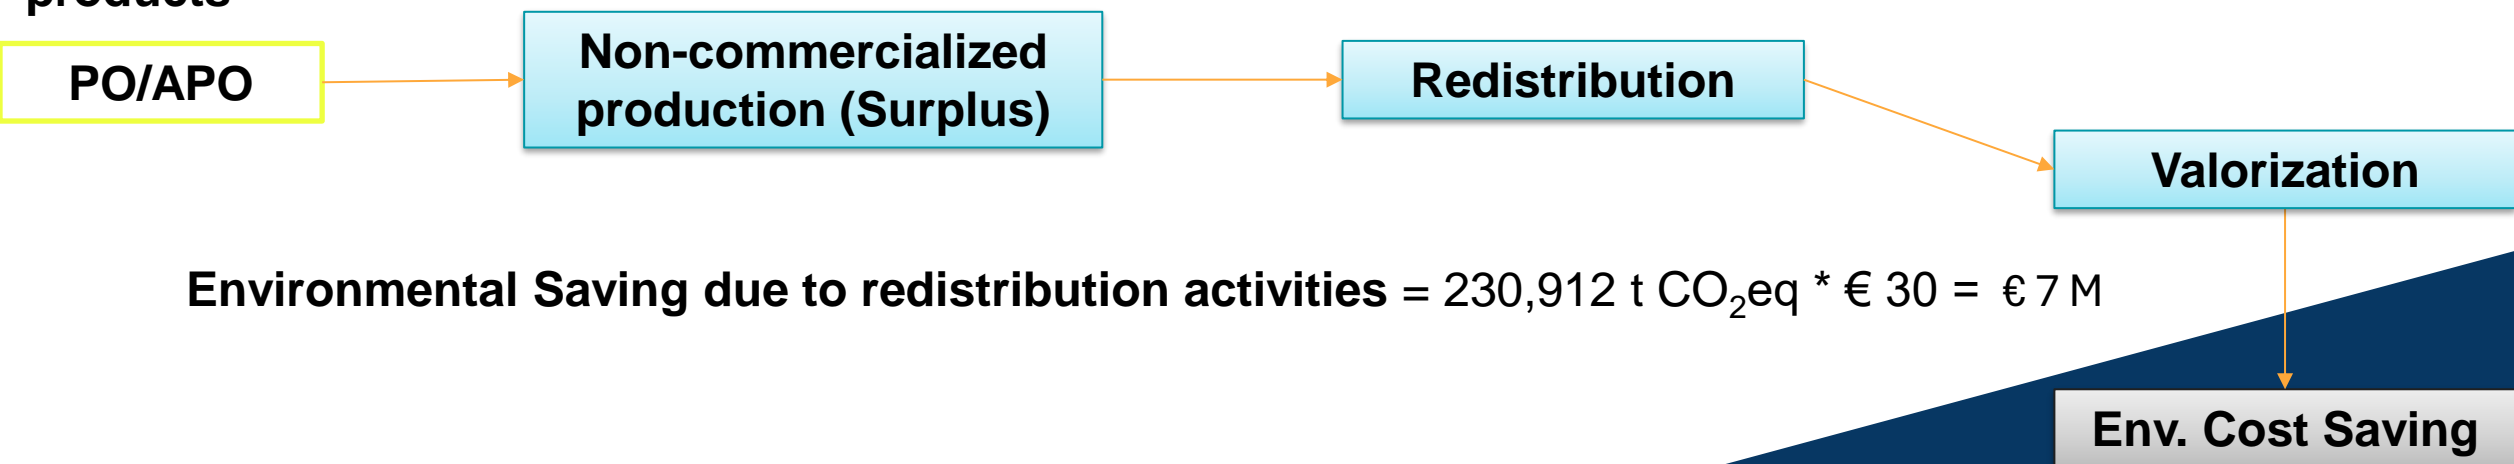 products
PO/APO
Non-commercialized
production (Surplus)
Redistribution
Valorization
Environmental Saving due to redistribution activities = 230,912 t CO₂eq * € 30 = € 7 M
Env. Cost Saving